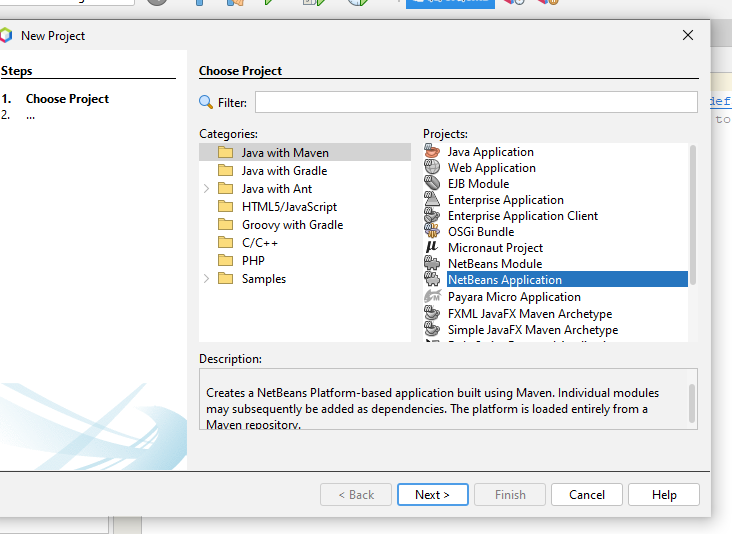 New Project
Steps
1. Choose Project
2. ...
Choose Project
Filter:
Categories:
Java with Maven
Java with Gradle
Java with Ant
HTML5/JavaScript
Groovy with Gradle
C/C++
PHP
Samples
Projects:
Java Application
Web Application
EJB Module
Enterprise Application
Enterprise Application Client
OSGi Bundle
Micronaut Project
NetBeans Module
NetBeans Application
Payara Micro Application
FXML JavaFX Maven Archetype
Simple JavaFX Maven Archetype
Description:
Creates a NetBeans Platform-based application built using Maven. Individual modules
may subsequently be added as dependencies. The platform is loaded entirely from a
Maven repository.
< Back
Next >
Finish
Cancel
Help
def
to